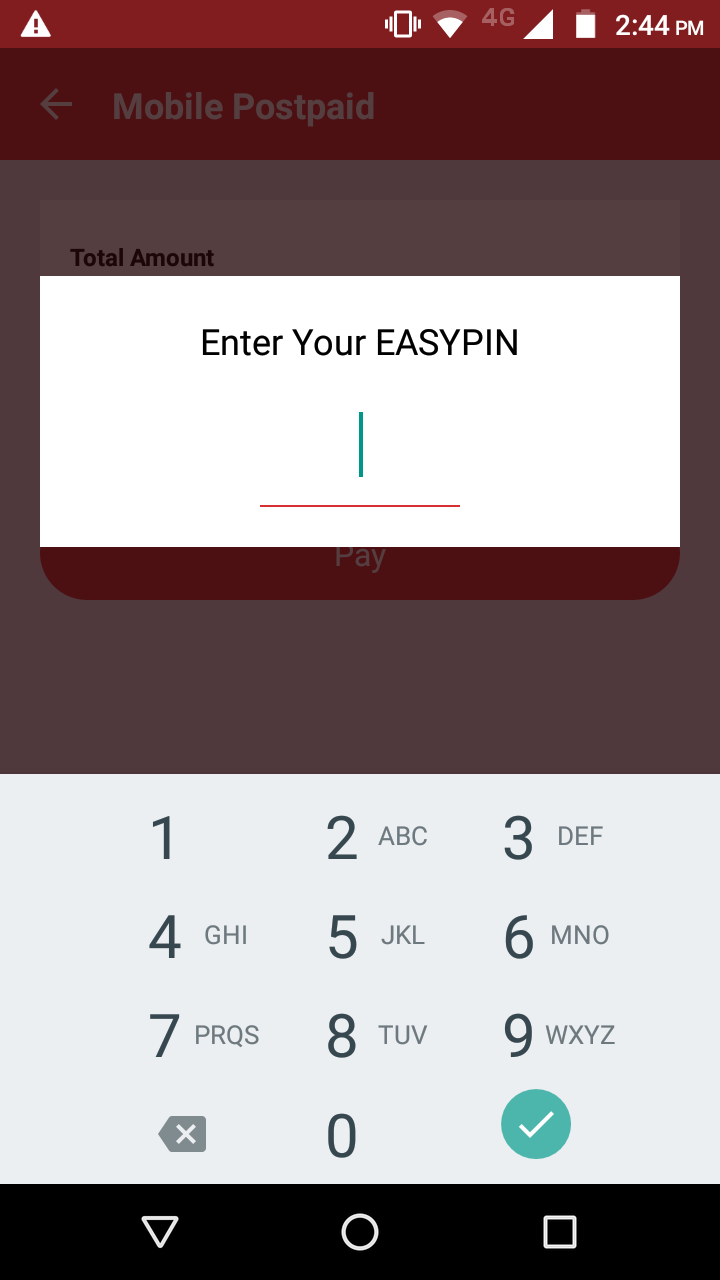 4G 2:44 PM
Mobile Postpaid
Total Amount
Enter Your EASYPIN
Pay
1 2 ABC 3 DEF
4 GHI 5 JKL 6 MNO
7 PRQS 8 TUV 9 WXYZ
0